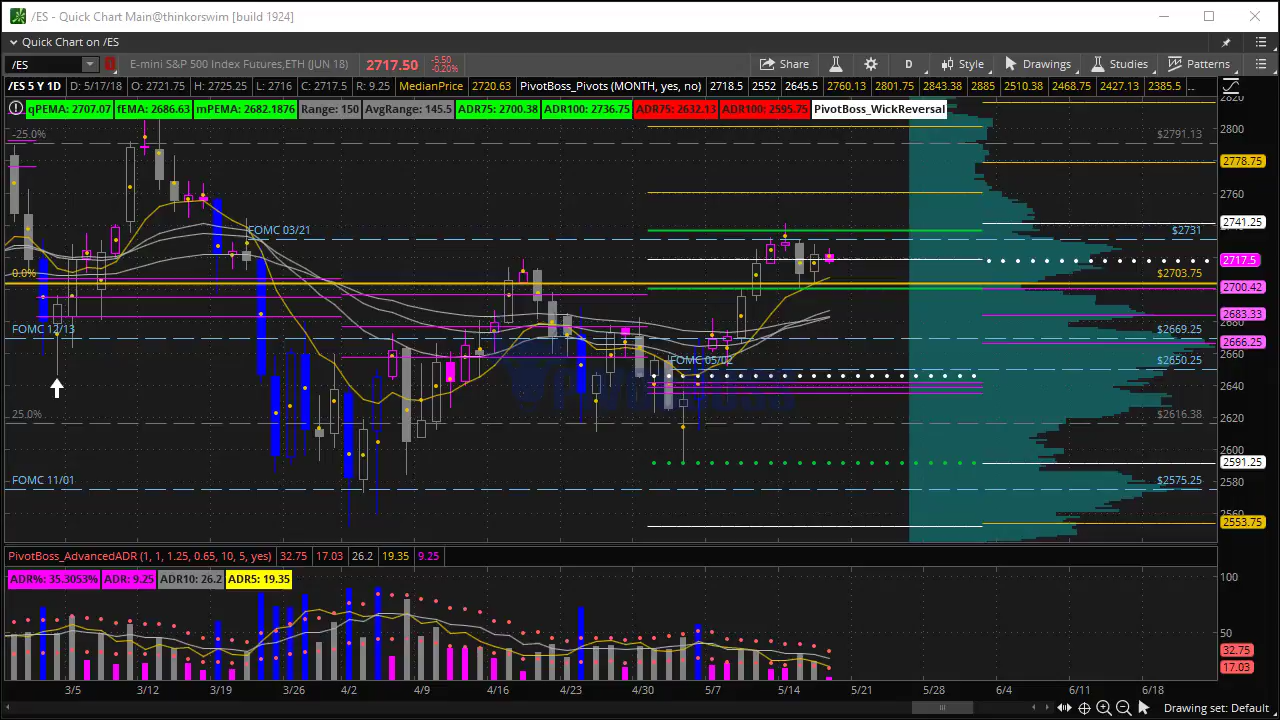 /ES - Quick Chart Main@thinkorswim [build 1924]
Quick Chart on /ES
/ES E-mini S&P 500 Index Futures,ETH (JUN 18) 2717.50 -5.50 -0.20% Share D Style Drawings Studies Patterns
/ES 5 Y 1D D: 5/17/18 O: 2721.75 H: 2725.25 L: 2716 C: 2717.5 R: 9.25 MedianPrice 2720.63 PivotBoss_Pivots (MONTH, yes, no) 2718.5 2552 2645.5 2760.13 2801.75 2843.38 2885 2510.38 2468.75 2427.13 2385.5 ..
qPEMA: 2707.07 fEMA: 2686.63 mPEMA: 2682.1876 Range: 150 AvgRange: 145.5 ADR75: 2700.38 ADR100: 2736.75 ADR75: 2632.13 ADR100: 2595.75 PivotBoss_WickReversal
2820
2800
-25.0% $2791.13
2778.75
2760
2741.25
FOMC 03/21 $2731
2717.5
0.0% $2703.75
2700.42
2683.33
2680
FOMC 12/13 $2669.25
2666.25
2660
FOMC 05/02 $2650.25
2640
25.0% $2616.38
2620
2600
2591.25
FOMC 11/01 $2575.25
2580
2560
2553.75
PivotBoss_AdvancedADR (1, 1, 1.25, 0.65, 10, 5, yes) 32.75 17.03 26.2 19.35 9.25
ADR%: 35.3053% ADR: 9.25 ADR10: 26.2 ADR5: 19.35
100
50
32.75
17.03
3/5 3/12 3/19 3/26 4/2 4/9 4/16 4/23 4/30 5/7 5/14 5/21 5/28 6/4 6/11 6/18
Drawing set: Default